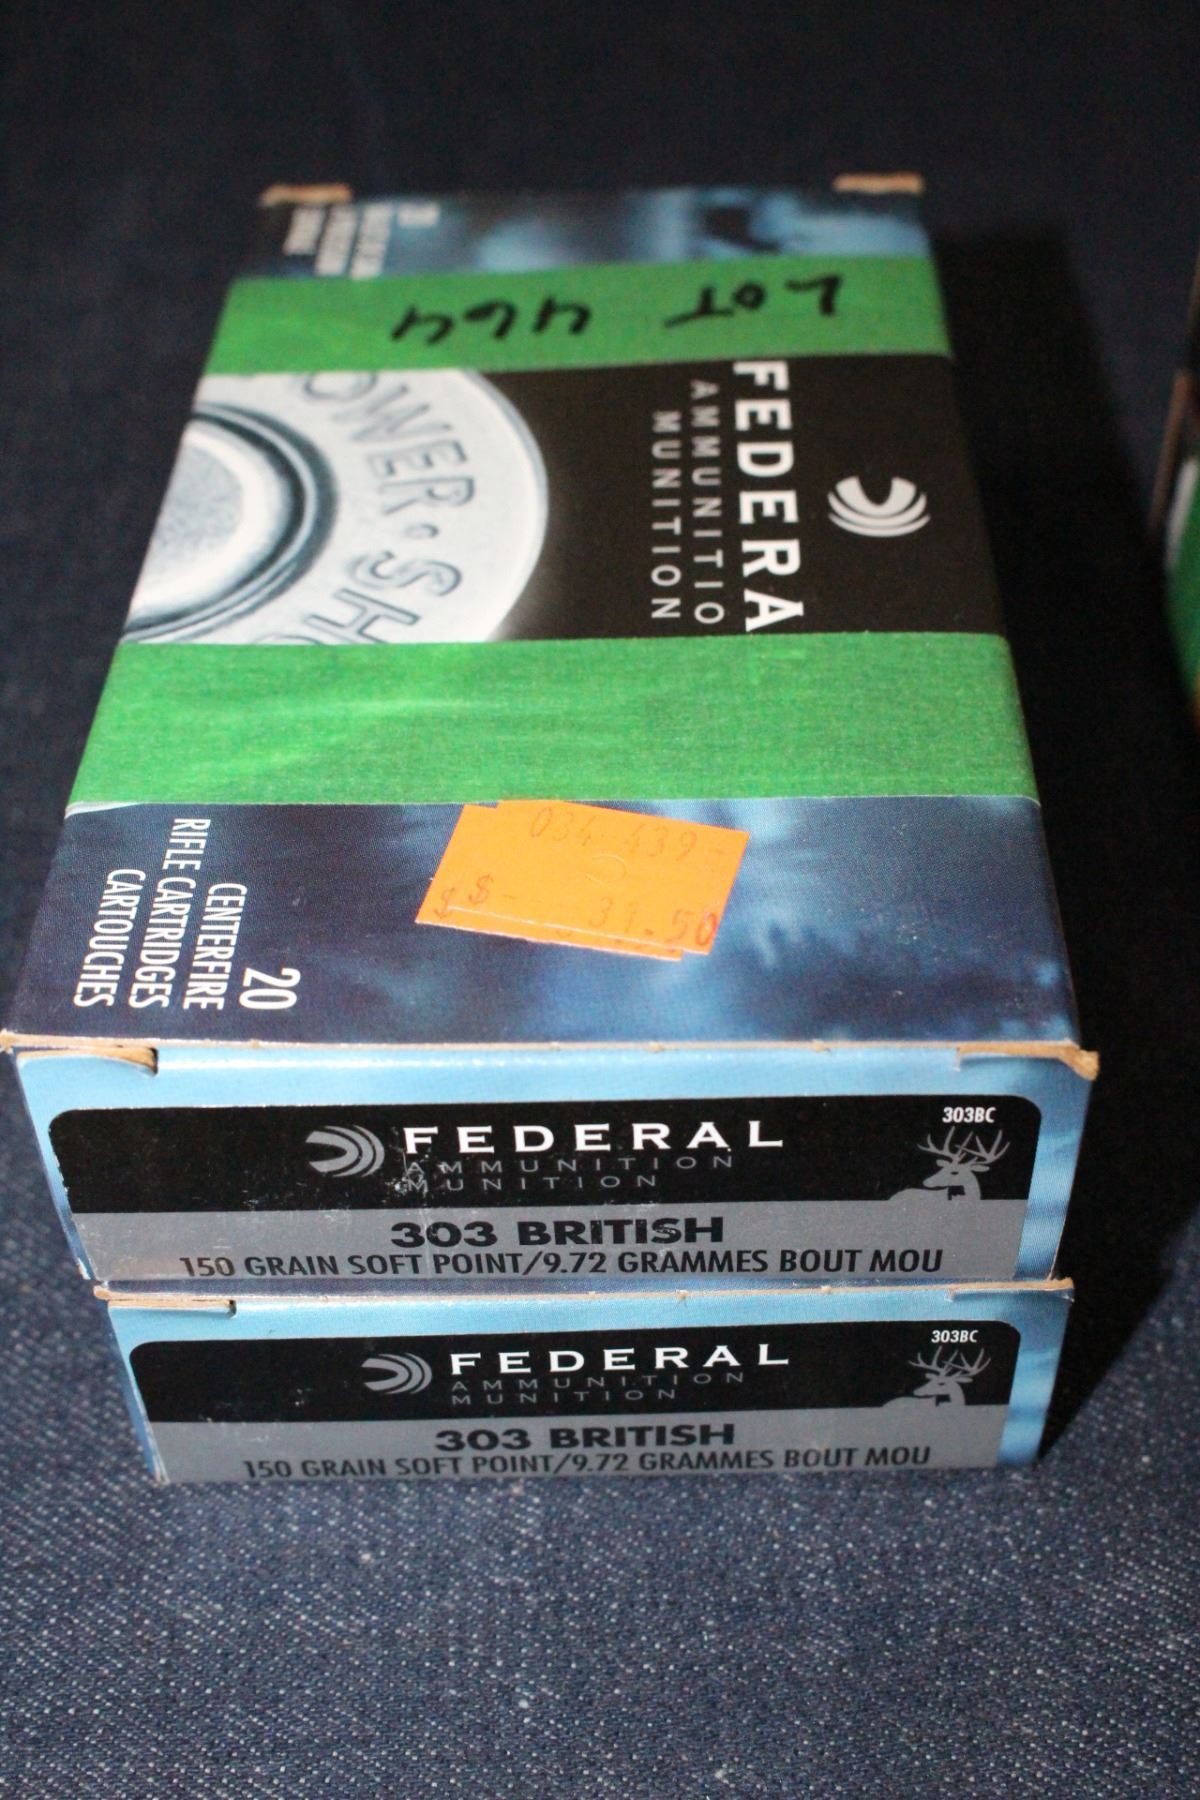 LOT 464
FEDERA
AMMUNITIO
MUNITION
OWER·SH
034 439-
$ $- 31.50
20
CENTERFIRE
RIFLE CARTRIDGES
CARTOUCHES
303BC
FEDERAL
AMMUNITION
MUNITION
303 BRITISH
150 GRAIN SOFT POINT/9.72 GRAMMES BOUT MOU
303BC
FEDERAL
AMMUNITION
MUNITION
303 BRITISH
150 GRAIN SOFT POINT/9.72 GRAMMES BOUT MOU